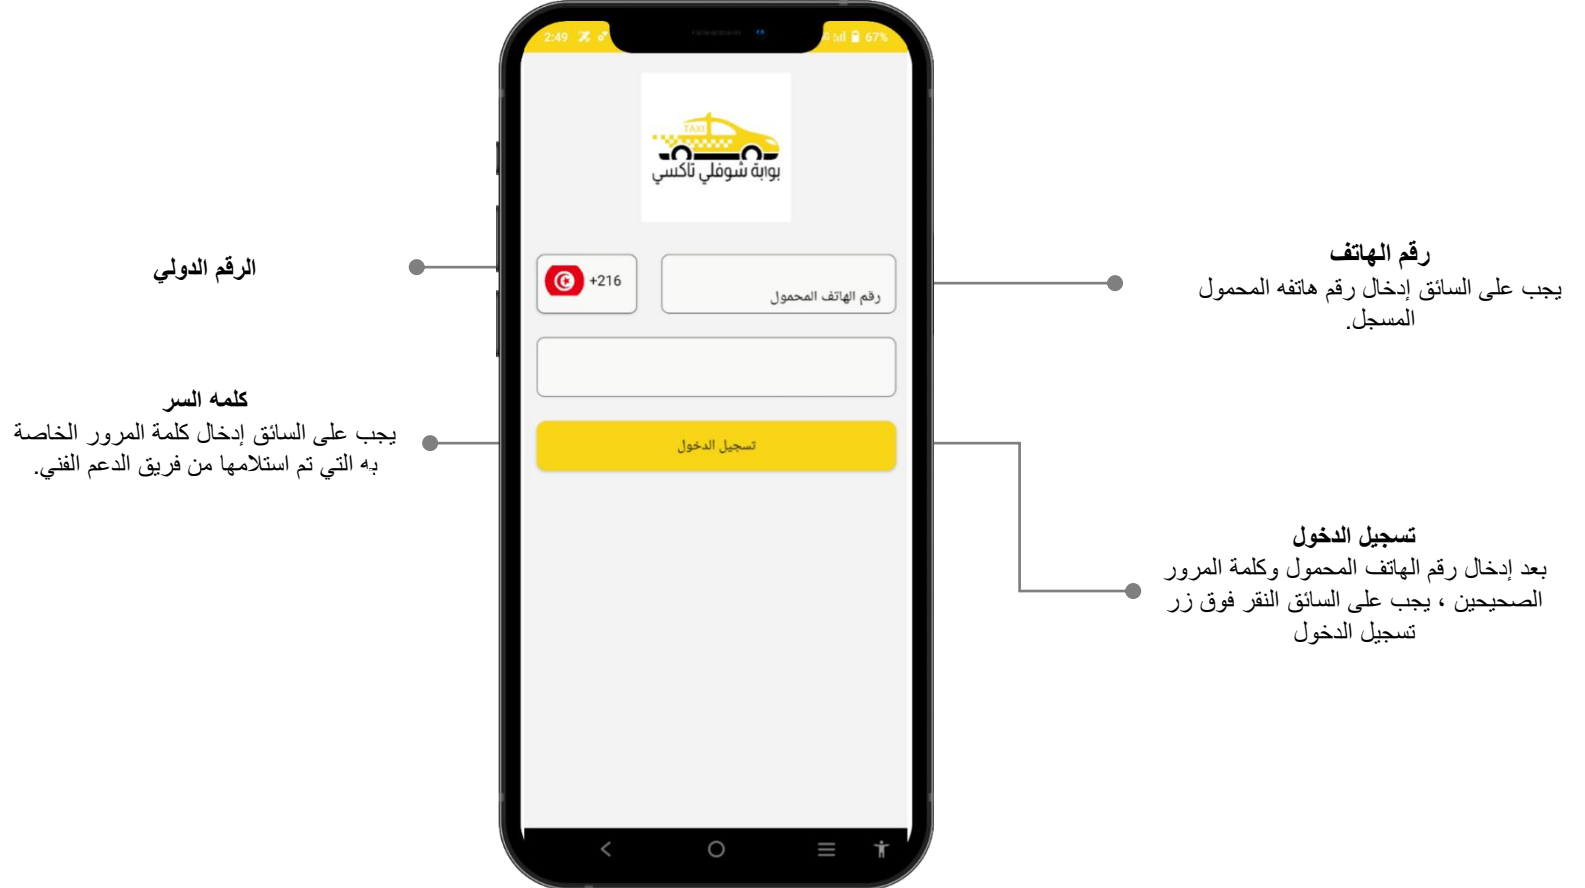 2:49
67%
TAXI
بوابة شوفلي تاكسي
+216
رقم الهاتف المحمول
تسجيل الدخول
رقم الهاتف
يجب على السائق إدخال رقم هاتفه المحمول
المسجل.
الرقم الدولي
كلمه السر
يجب على السائق إدخال كلمة المرور الخاصة
به التي تم استلامها من فريق الدعم الفني.
تسجيل الدخول
بعد إدخال رقم الهاتف المحمول وكلمة المرور
الصحيحين ، يجب على السائق النقر فوق زر
تسجيل الدخول